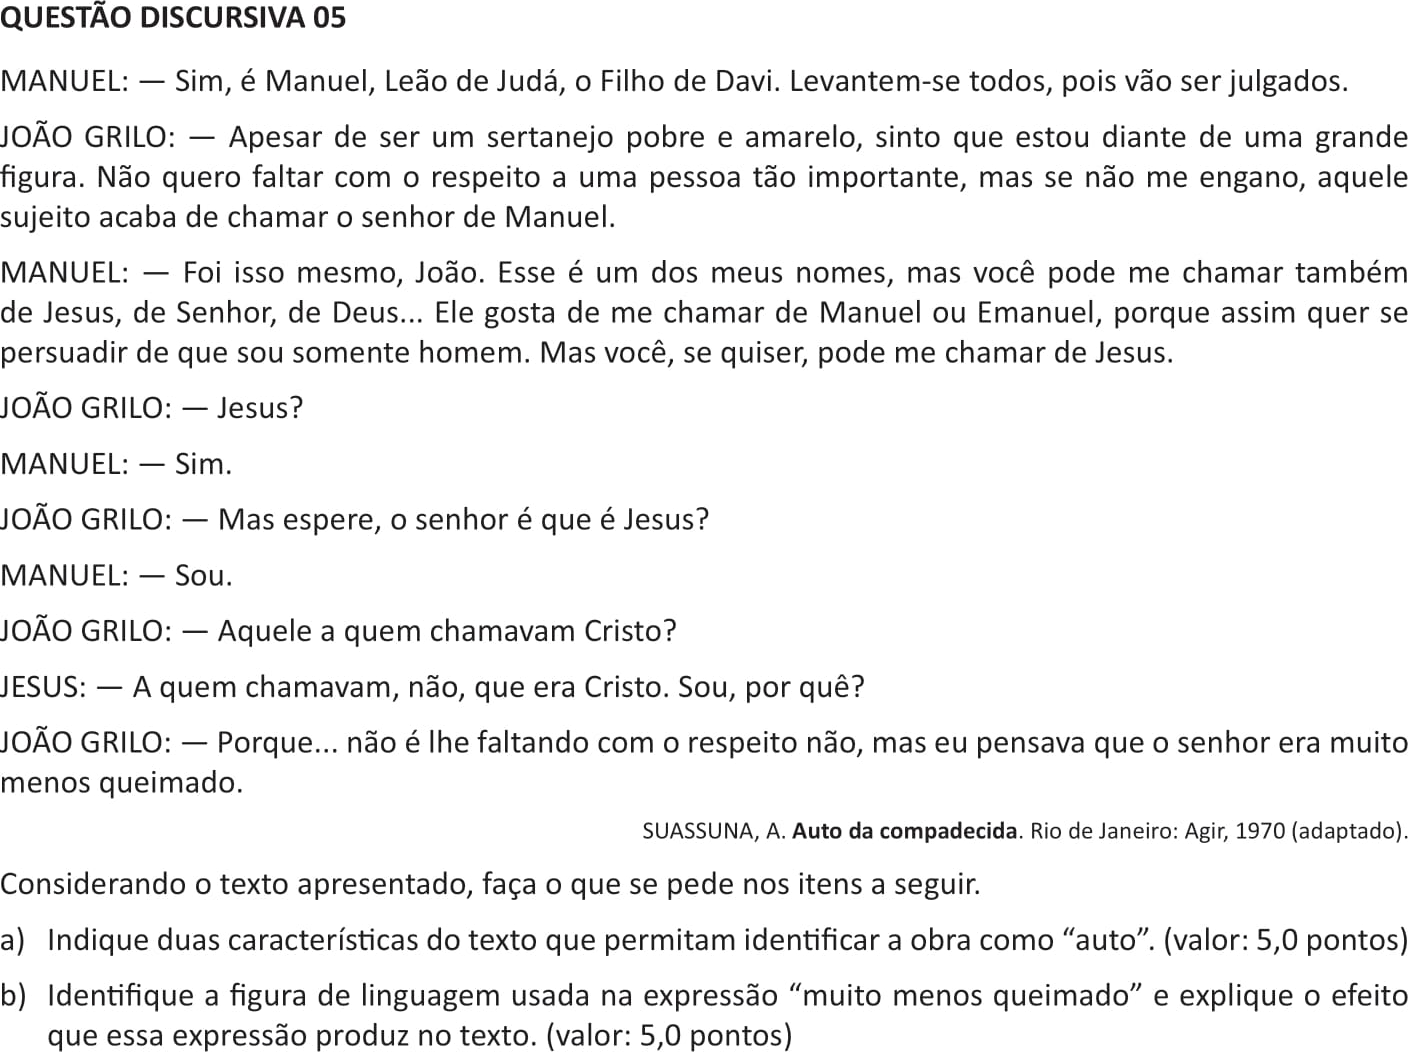 QUESTÃO DISCURSIVA 05
MANUEL: — Sim, é Manuel, Leão de Judá, o Filho de Davi. Levantem-se todos, pois vão ser julgados.
JOÃO GRILO: — Apesar de ser um sertanejo pobre e amarelo, sinto que estou diante de uma grande
figura. Não quero faltar com o respeito a uma pessoa tão importante, mas se não me engano, aquele
sujeito acaba de chamar o senhor de Manuel.
MANUEL: — Foi isso mesmo, João. Esse é um dos meus nomes, mas você pode me chamar também
de Jesus, de Senhor, de Deus... Ele gosta de me chamar de Manuel ou Emanuel, porque assim quer se
persuadir de que sou somente homem. Mas você, se quiser, pode me chamar de Jesus.
JOÃO GRILO: — Jesus?
MANUEL: — Sim.
JOÃO GRILO: — Mas espere, o senhor é que é Jesus?
MANUEL: — Sou.
JOÃO GRILO: — Aquele a quem chamavam Cristo?
JESUS: — A quem chamavam, não, que era Cristo. Sou, por quê?
JOÃO GRILO: — Porque... não é lhe faltando com o respeito não, mas eu pensava que o senhor era muito
menos queimado.
SUASSUNA, A. Auto da compadecida. Rio de Janeiro: Agir, 1970 (adaptado).
Considerando o texto apresentado, faça o que se pede nos itens a seguir.
a) Indique duas características do texto que permitam identificar a obra como “auto”. (valor: 5,0 pontos)
b) Identifique a figura de linguagem usada na expressão “muito menos queimado” e explique o efeito
que essa expressão produz no texto. (valor: 5,0 pontos)